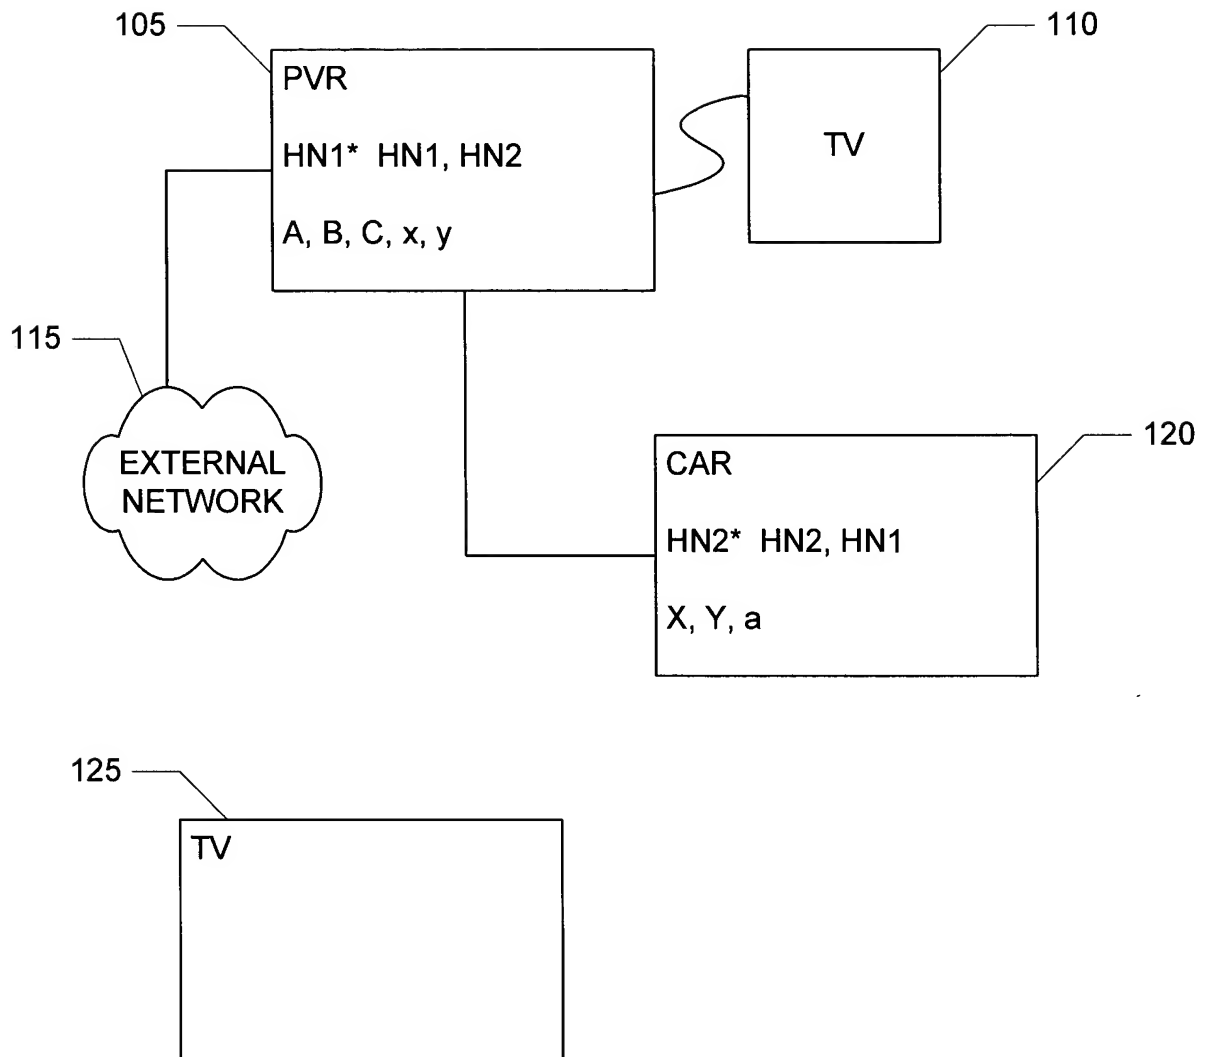 105
110
PVR
HN1* HN1, HN2
A, B, C, x, y
TV
115
EXTERNAL
NETWORK
120
CAR
HN2* HN2, HN1
X, Y, a
125
TV